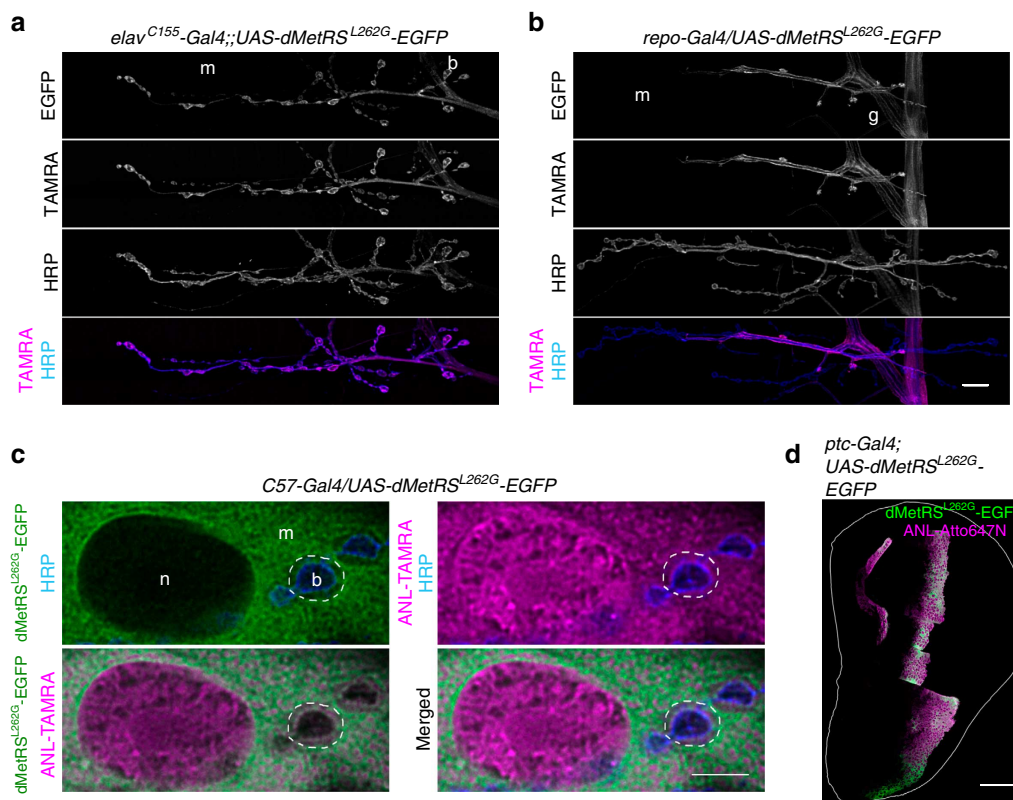 a
elavC155-Gal4;;UAS-dMetRSL262G-EGFP
EGFP
m
b
TAMRA
HRP
TAMRA
HRP
b
repo-Gal4/UAS-dMetRSL262G-EGFP
EGFP
m
g
TAMRA
HRP
TAMRA
HRP
c
C57-Gal4/UAS-dMetRSL262G-EGFP
dMetRSL262G-EGFP
HRP
n
m
b
ANL-TAMRA
HRP
dMetRSL262G-EGFP
ANL-TAMRA
Merged
d
ptc-Gal4;
UAS-dMetRSL262G-
EGFP
dMetRSL262G-EGF
ANL-Atto647N